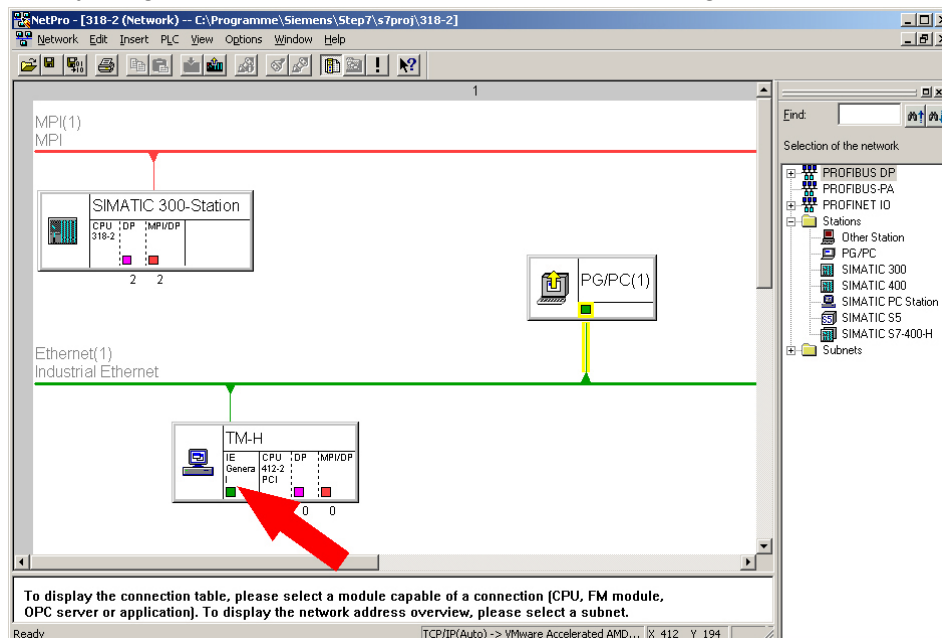 NetPro - [318-2 (Network) -- C:\Programme\Siemens\Step7\s7proj\318-2]
Network Edit Insert PLC View Options Window Help
1
MPI(1)
MPI
SIMATIC 300-Station
CPU DP MPI/DP
318-2
2 2
PG/PC(1)
Ethernet(1)
Industrial Ethernet
TM-H
IE CPU DP MPI/DP
Genera 412-2
l PCI
0 0
Find:
Selection of the network
PROFIBUS DP
PROFIBUS-PA
PROFINET IO
Stations
Other Station
PG/PC
SIMATIC 300
SIMATIC 400
SIMATIC PC Station
SIMATIC S5
SIMATIC S7-400-H
Subnets
To display the connection table, please select a module capable of a connection (CPU, FM module,
OPC server or application). To display the network address overview, please select a subnet.
Ready TCP/IP(Auto) -> VMware Accelerated AMD... X 412 Y 194